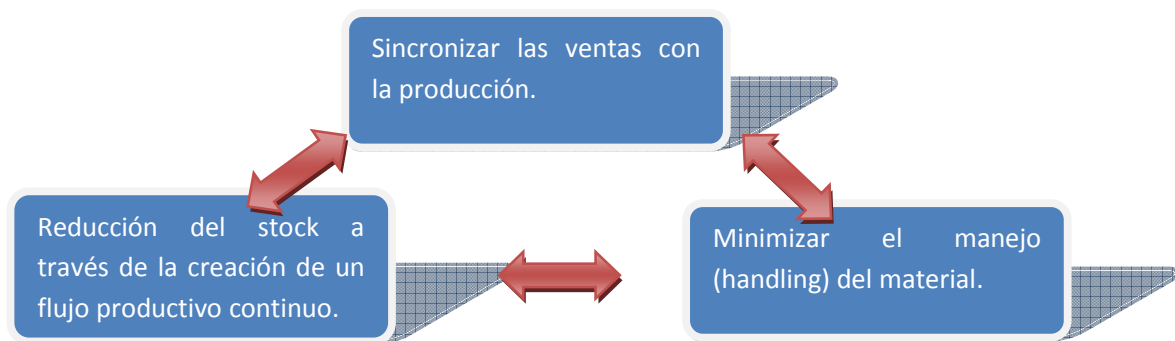 Sincronizar las ventas con
la producción.
Reducción del stock a
través de la creación de un
flujo productivo continuo.
Minimizar el manejo
(handling) del material.